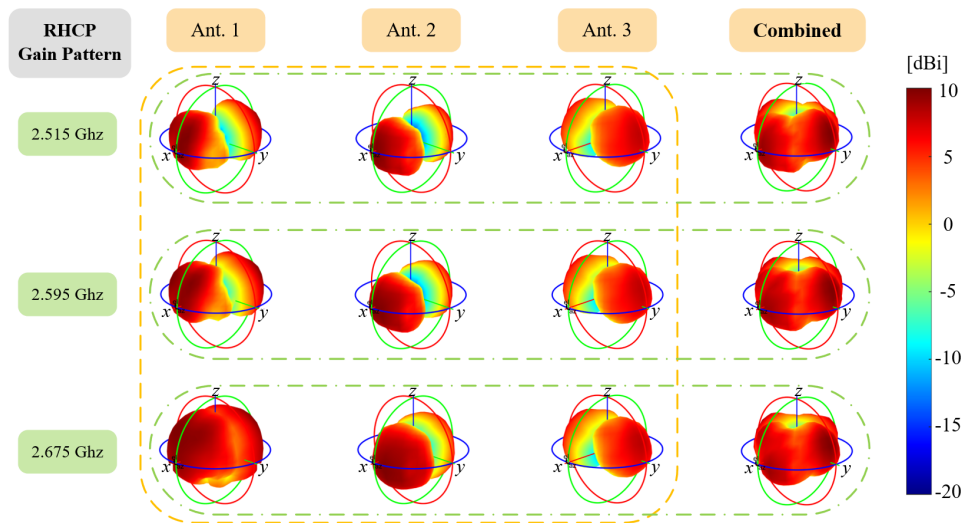 RHCP
Gain Pattern
Ant. 1
Ant. 2
Ant. 3
Combined
[dBi]
2.515 Ghz
z
x
y
z
x
y
z
x
y
z
x
y
2.595 Ghz
z
x
y
z
x
y
z
x
y
z
x
y
2.675 Ghz
z
x
y
z
x
y
z
x
y
z
x
y
10
5
0
-5
-10
-15
-20